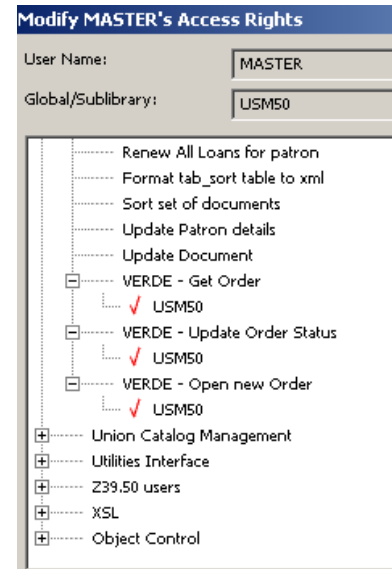 Modify MASTER's Access Rights
User Name: MASTER
Global/Sublibrary: USM50
Renew All Loans for patron
Format tab_sort table to xml
Sort set of documents
Update Patron details
Update Document
VERDE - Get Order
USM50
VERDE - Update Order Status
USM50
VERDE - Open new Order
USM50
Union Catalog Management
Utilities Interface
Z39.50 users
XSL
Object Control